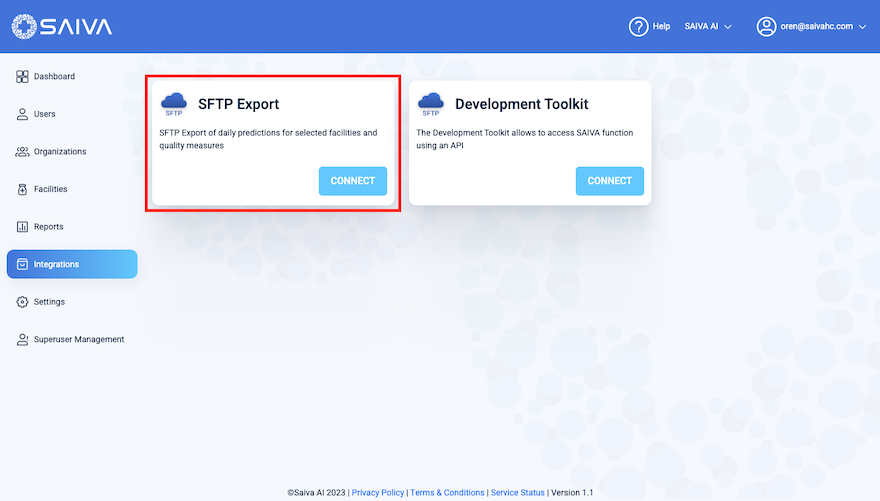 SAIVA
Help
SAIVA AI
oren@saivahc.com
Dashboard
Users
Organizations
Facilities
Reports
Integrations
Settings
Superuser Management
SFTP
SFTP Export
SFTP Export of daily predictions for selected facilities and
quality measures
CONNECT
SFTP
Development Toolkit
The Development Toolkit allows to access SAIVA function
using an API
CONNECT
©Saiva AI 2023 | Privacy Policy | Terms & Conditions | Service Status | Version 1.1